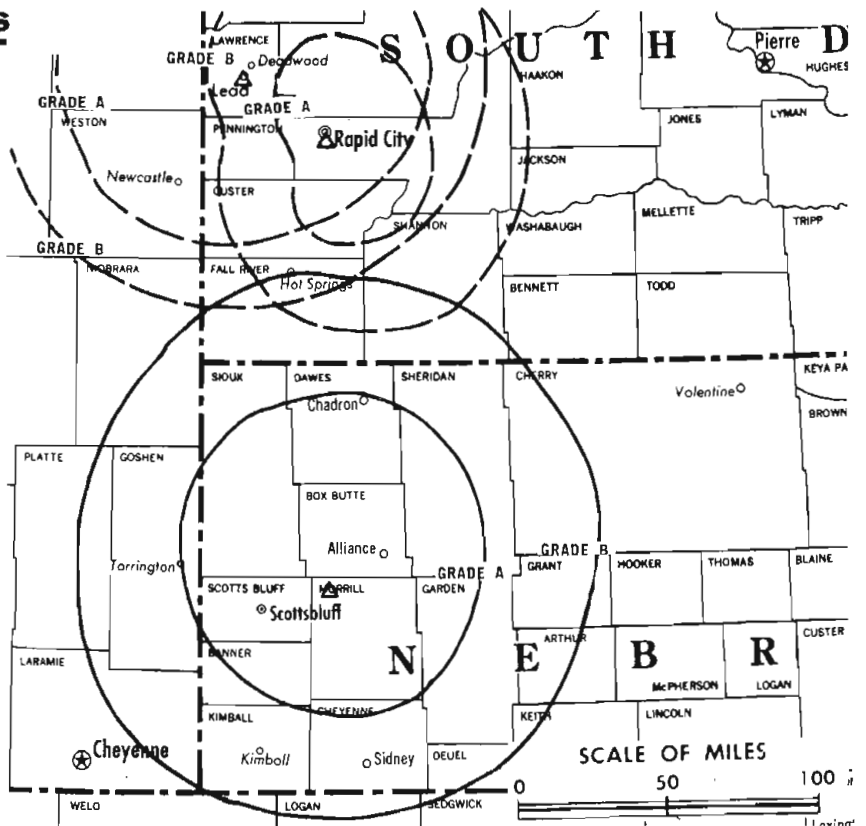 S
S O U T H D
Pierre
HUGHES
LAWRENCE
GRADE B
Deadwood
Lead
HAAKON
GRADE A
GRADE A
WESTON
PENNINGTON
Rapid City
JONES
LYMAN
JACKSON
Newcastle
CUSTER
SHANNON
WASHABAUGH
MELLETTE
TRIPP
GRADE B
NIOBRARA
FALL RIVER
Hot Springs
BENNETT
TODD
SIOUX
DAWES
SHERIDAN
CHERRY
KEYA PA
Chadron
Valentine
BROWN
PLATTE
GOSHEN
BOX BUTTE
Alliance
GRADE B
Torrington
GRADE A
GRANT
HOOKER
THOMAS
BLAINE
SCOTTS BLUFF
MORRILL
GARDEN
Scottsbluff
ARTHUR
CUSTER
BANNER
N E B R
LARAMIE
McPHERSON
LOGAN
KIMBALL
CHEYENNE
KEITH
LINCOLN
Cheyenne
Kimball
Sidney
DEUEL
SCALE OF MILES
0 50 100
WELD
LOGAN
SEDGWICK
Lexing